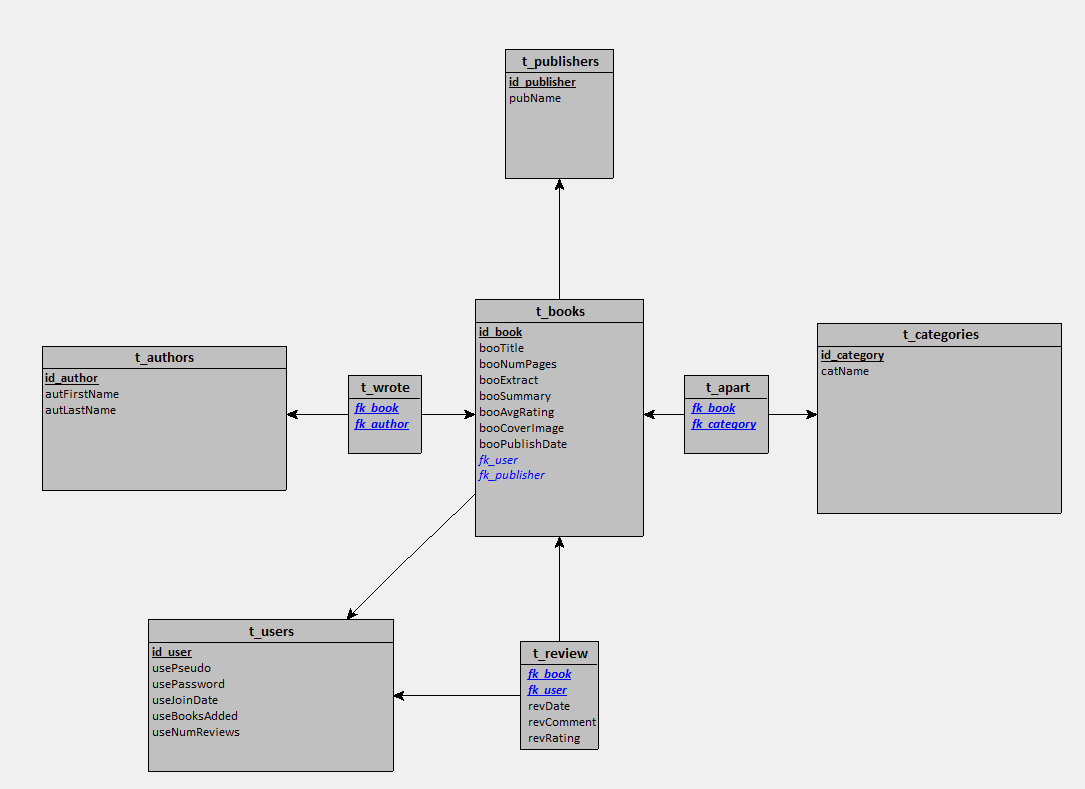 t_publishers
id_publisher
pubName
t_books
id_book
booTitle
booNumPages
booExtract
booSummary
booAvgRating
booCoverImage
booPublishDate
fk_user
fk_publisher
t_authors
id_author
autFirstName
autLastName
t_wrote
fk_book
fk_author
t_apart
fk_book
fk_category
t_categories
id_category
catName
t_users
id_user
usePseudo
usePassword
useJoinDate
useBooksAdded
useNumReviews
t_review
fk_book
fk_user
revDate
revComment
revRating